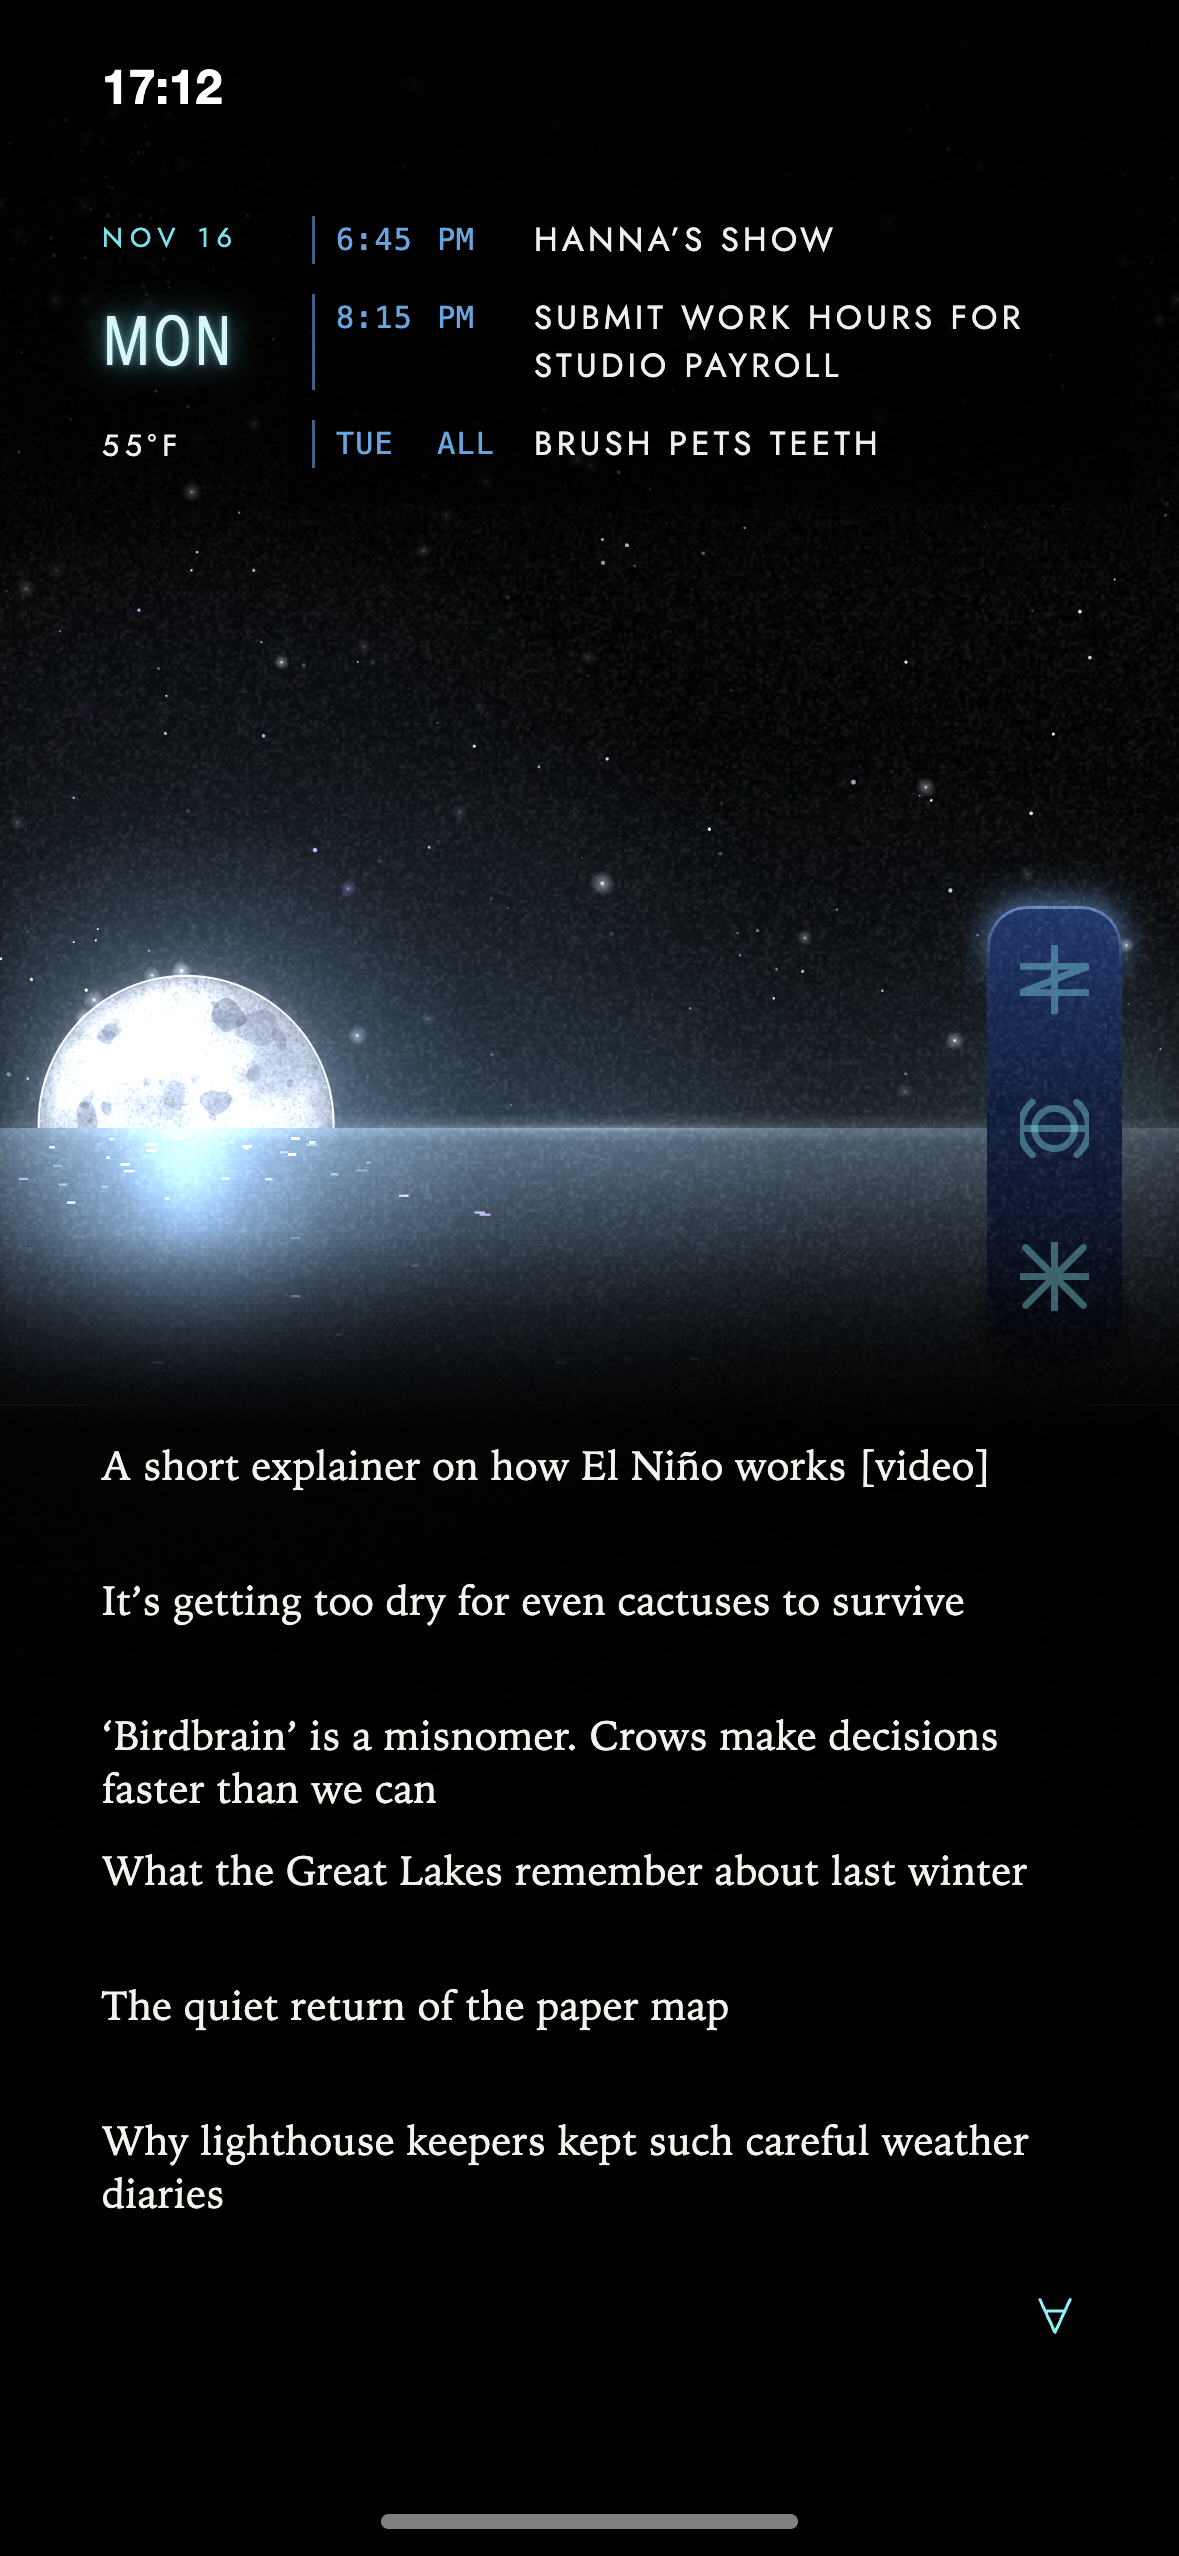 17:12
NOV 16
MON
55°F
6:45 PM HANNA’S SHOW
8:15 PM SUBMIT WORK HOURS FOR
STUDIO PAYROLL
TUE ALL BRUSH PETS TEETH
A short explainer on how El Niño works [video]
It’s getting too dry for even cactuses to survive
‘Birdbrain’ is a misnomer. Crows make decisions
faster than we can
What the Great Lakes remember about last winter
The quiet return of the paper map
Why lighthouse keepers kept such careful weather
diaries
∀